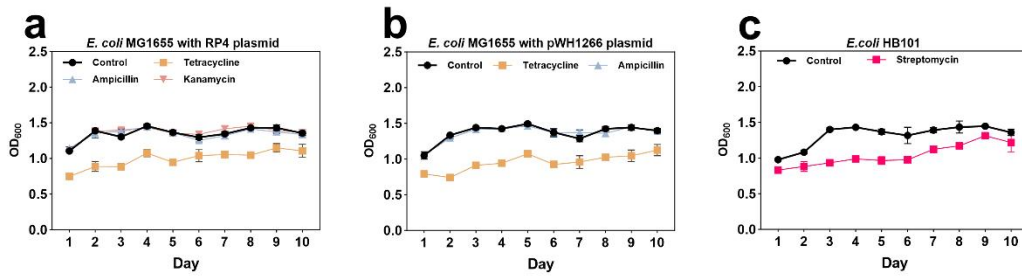 a
E. coli MG1655 with RP4 plasmid
Control Tetracycline
Ampicillin Kanamycin
2.5
2.0
1.5
1.0
0.5
0.0
OD600
1 2 3 4 5 6 7 8 9 10
Day
b
E. coli MG1655 with pWH1266 plasmid
Control Tetracycline Ampicillin
2.5
2.0
1.5
1.0
0.5
0.0
OD600
1 2 3 4 5 6 7 8 9 10
Day
c
E.coli HB101
Control Streptomycin
2.5
2.0
1.5
1.0
0.5
0.0
OD600
1 2 3 4 5 6 7 8 9 10
Day